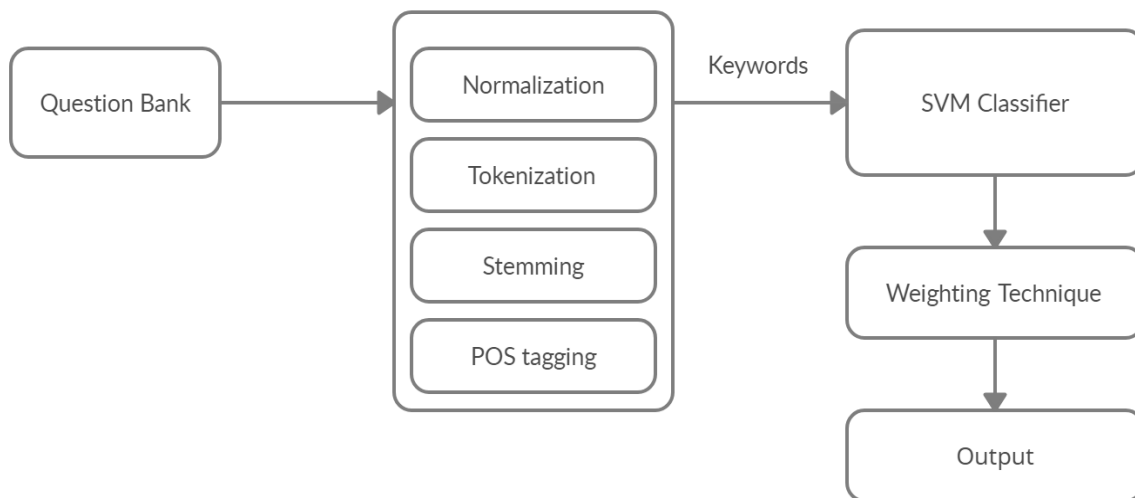 Question Bank
Normalization
Tokenization
Stemming
POS tagging
Keywords
SVM Classifier
Weighting Technique
Output